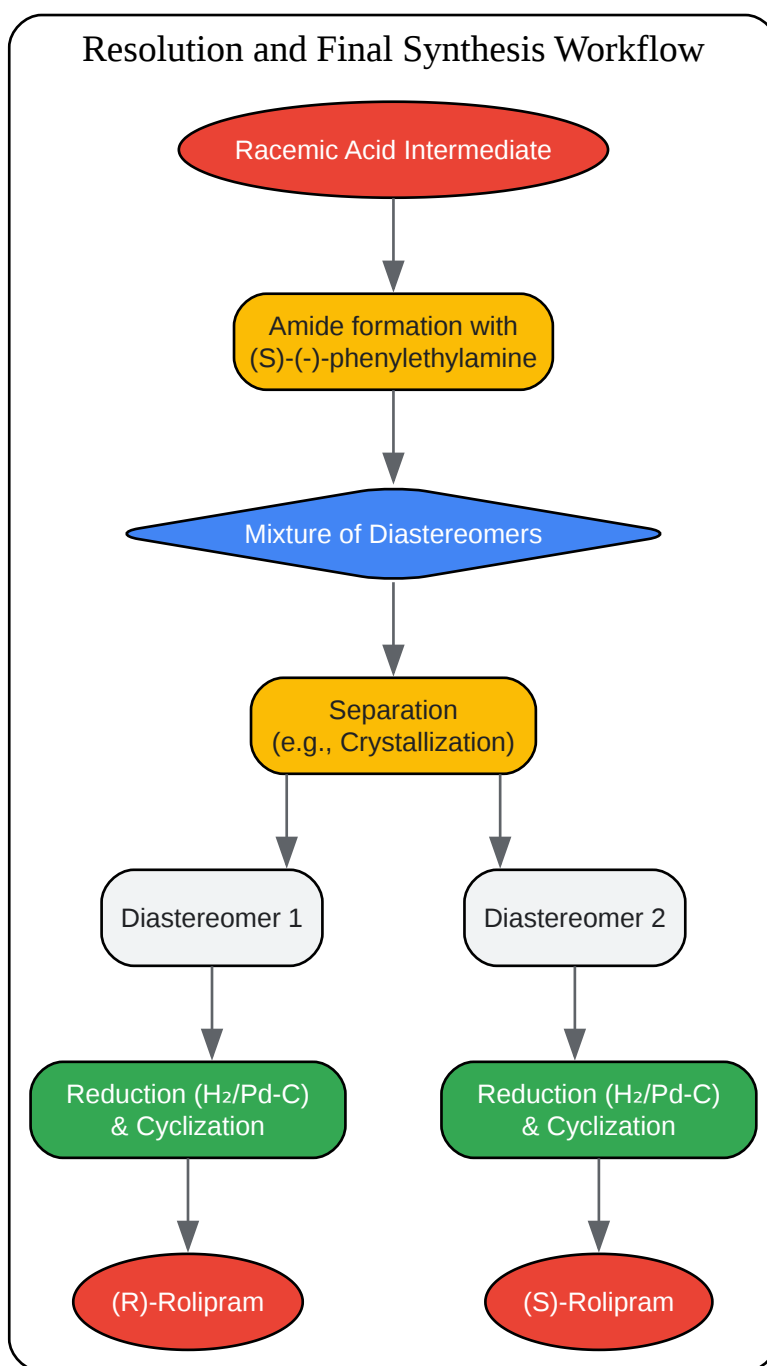 Resolution and Final Synthesis Workflow
Racemic Acid Intermediate
Amide formation with
(S)-(-)-phenylethylamine
Mixture of Diastereomers
Separation
(e.g., Crystallization)
Diastereomer 1
Diastereomer 2
Reduction (H₂/Pd-C)
& Cyclization
Reduction (H₂/Pd-C)
& Cyclization
(R)-Rolipram
(S)-Rolipram